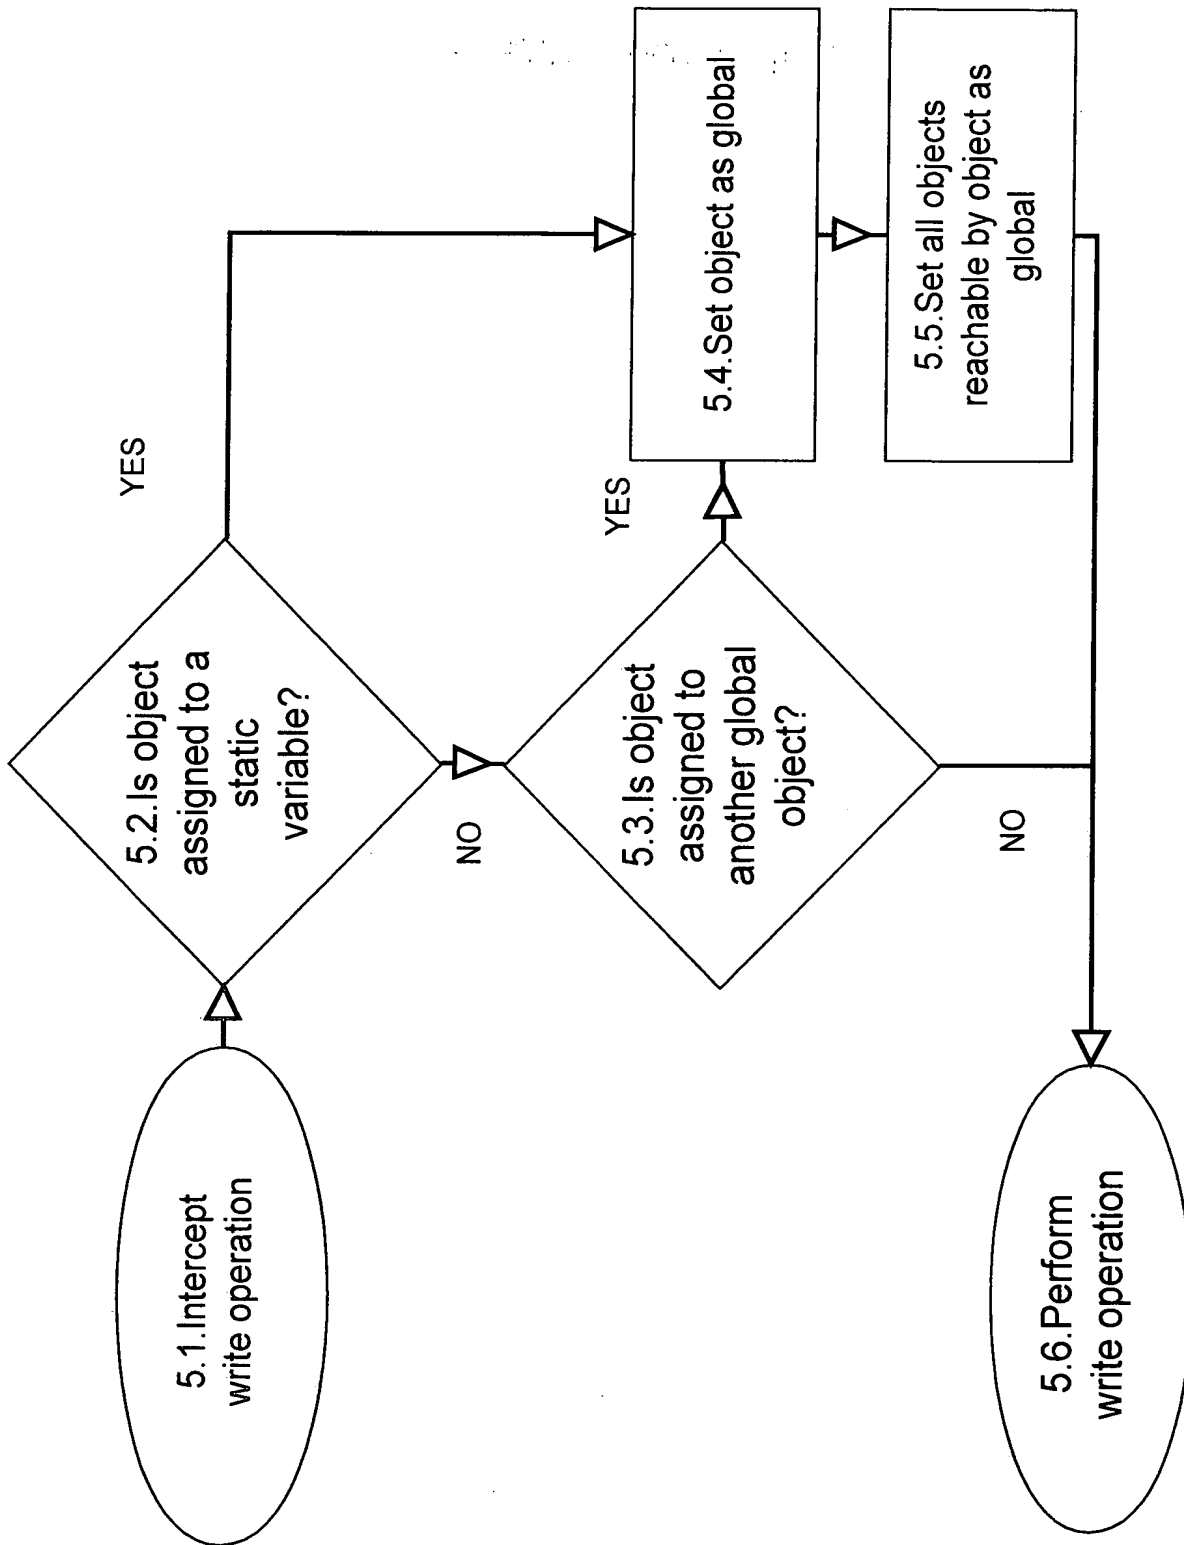 5.1.Intercept
write operation
5.2.Is object
assigned to a
static
variable?
YES
NO
5.3.Is object
assigned to
another global
object?
YES
NO
5.4.Set object as global
5.5.Set all objects
reachable by object as
global
5.6.Perform
write operation